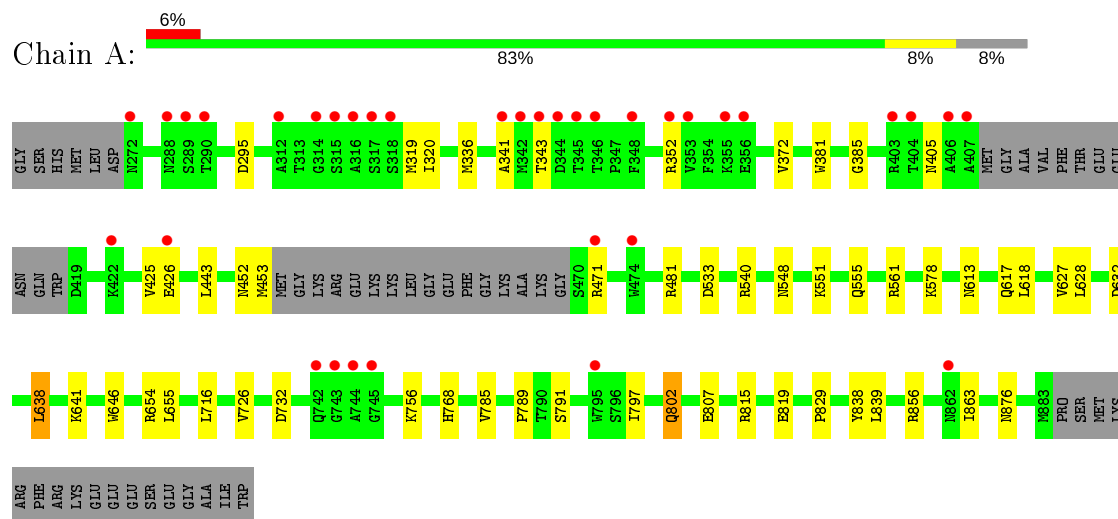 6%
Chain A:
83% 8% 8%
GLY SER HIS MET LEU ASP N272 N288 S289 T290 D295 A312 T313 G314 S315 A316 S317 S318 M319 I320 M336 A341 M342 T343 D344 T345 T346 P347 F348 R352 V353 F354 K355 E356 V372 W381 G385 R403 T404 N405 A406 A407 MET GLY ALA VAL PHE THR GLU GLU
ASN GLN TRP D419 K422 V425 E426 L443 N452 M453 MET GLY LYS ARG GLU LYS LYS LEU GLY GLU PHE GLY LYS ALA LYS GLY S470 R471 W474 R481 D533 R540 N548 K551 Q555 R561 K578 N613 Q617 L618 V627 L628 D632
L638 K641 W646 R654 L655 L716 V726 D732 Q742 G743 A744 G745 K756 H768 V785 P789 T790 S791 W795 S796 I797 Q802 E807 R815 E819 P829 Y838 L839 R856 N862 I863 N876 M883 PRO SER MET LYS
ARG PHE ARG LYS GLU GLU GLU SER GLU GLY ALA ILE TRP